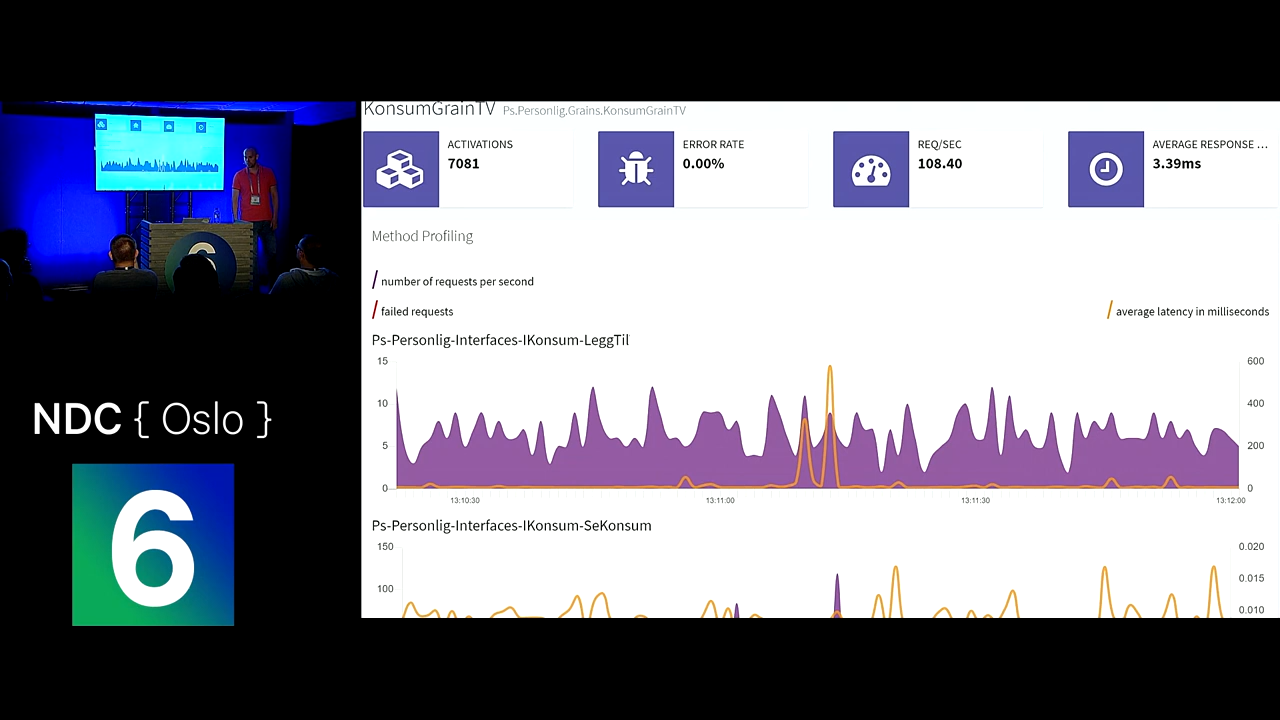 KonsumGrainTV Ps.Personlig.Grains.KonsumGrainTV
ACTIVATIONS
7081
ERROR RATE
0.00%
REQ/SEC
108.40
AVERAGE RESPONSE ...
3.39ms
Method Profiling
number of requests per second
failed requests
average latency in milliseconds
Ps-Personlig-Interfaces-IKonsum-LeggTil
15
10
5
0
600
400
200
0
13:10:30
13:11:00
13:11:30
13:12:00
Ps-Personlig-Interfaces-IKonsum-SeKonsum
150
100
0.020
0.015
0.010
NDC { Oslo }
6
6